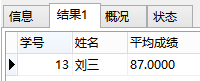 信息 结果1 概况 状态
学号 姓名 平均成绩
13 刘三 87.0000